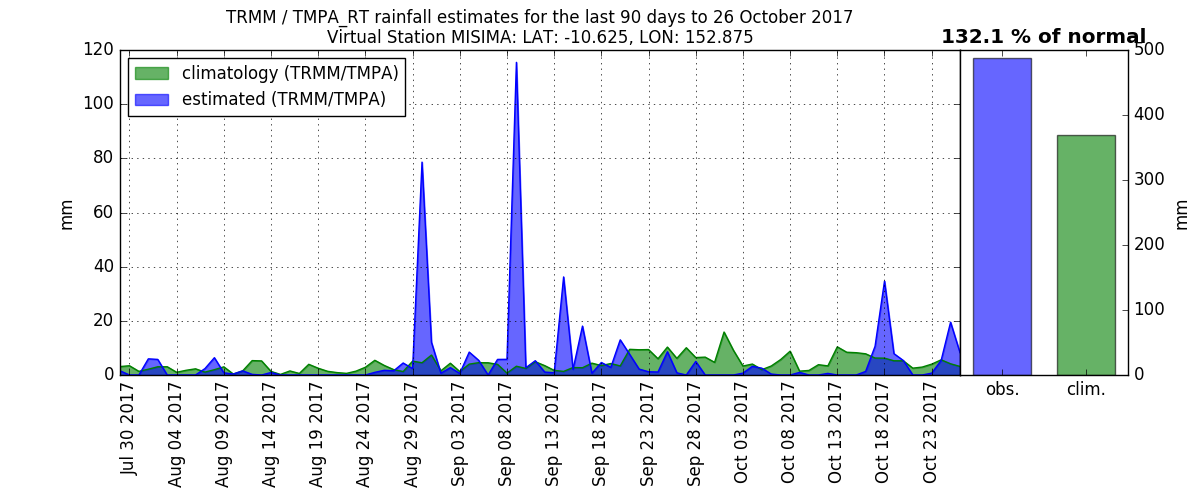 TRMM / TMPA_RT rainfall estimates for the last 90 days to 26 October 2017
Virtual Station MISIMA: LAT: -10.625, LON: 152.875
132.1 % of normal
climatology (TRMM/TMPA)
estimated (TRMM/TMPA)
mm
120
100
80
60
40
20
0
Jul 30 2017
Aug 04 2017
Aug 09 2017
Aug 14 2017
Aug 19 2017
Aug 24 2017
Aug 29 2017
Sep 03 2017
Sep 08 2017
Sep 13 2017
Sep 18 2017
Sep 23 2017
Sep 28 2017
Oct 03 2017
Oct 08 2017
Oct 13 2017
Oct 18 2017
Oct 23 2017
500
400
300
200
100
0
mm
obs.
clim.